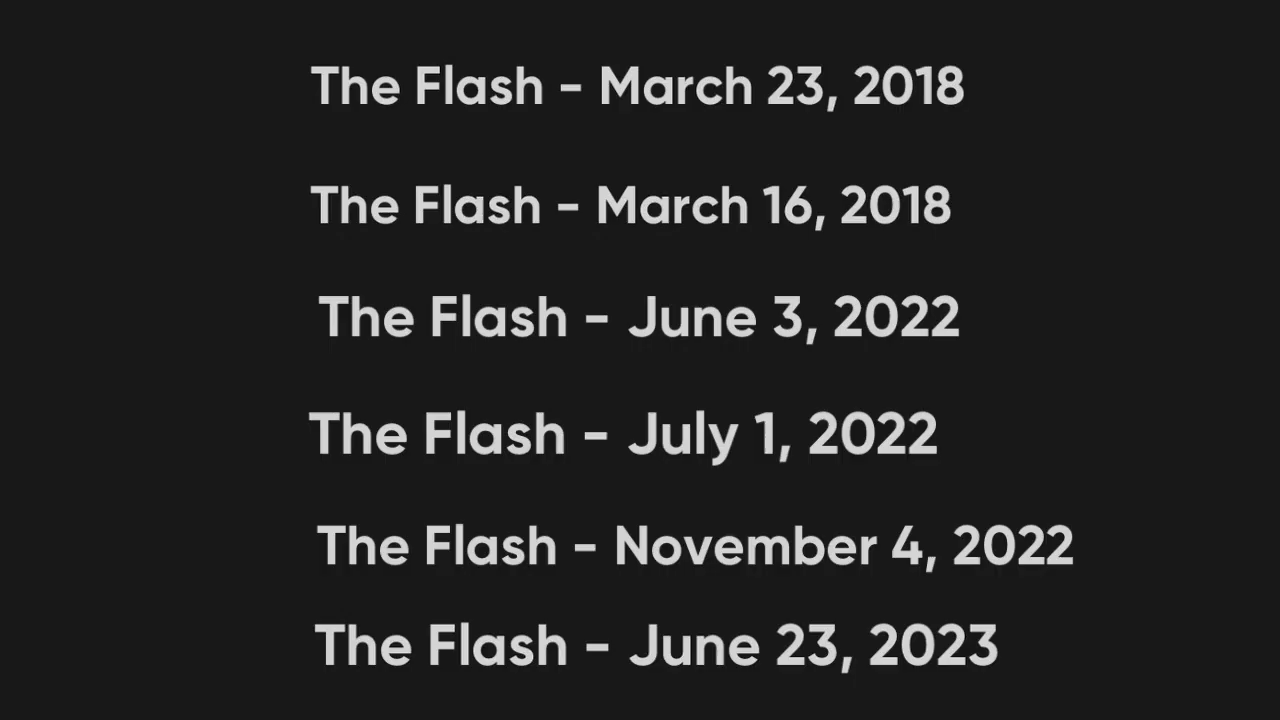 The Flash - March 23, 2018
The Flash - March 16, 2018
The Flash - June 3, 2022
The Flash - July 1, 2022
The Flash - November 4, 2022
The Flash - June 23, 2023